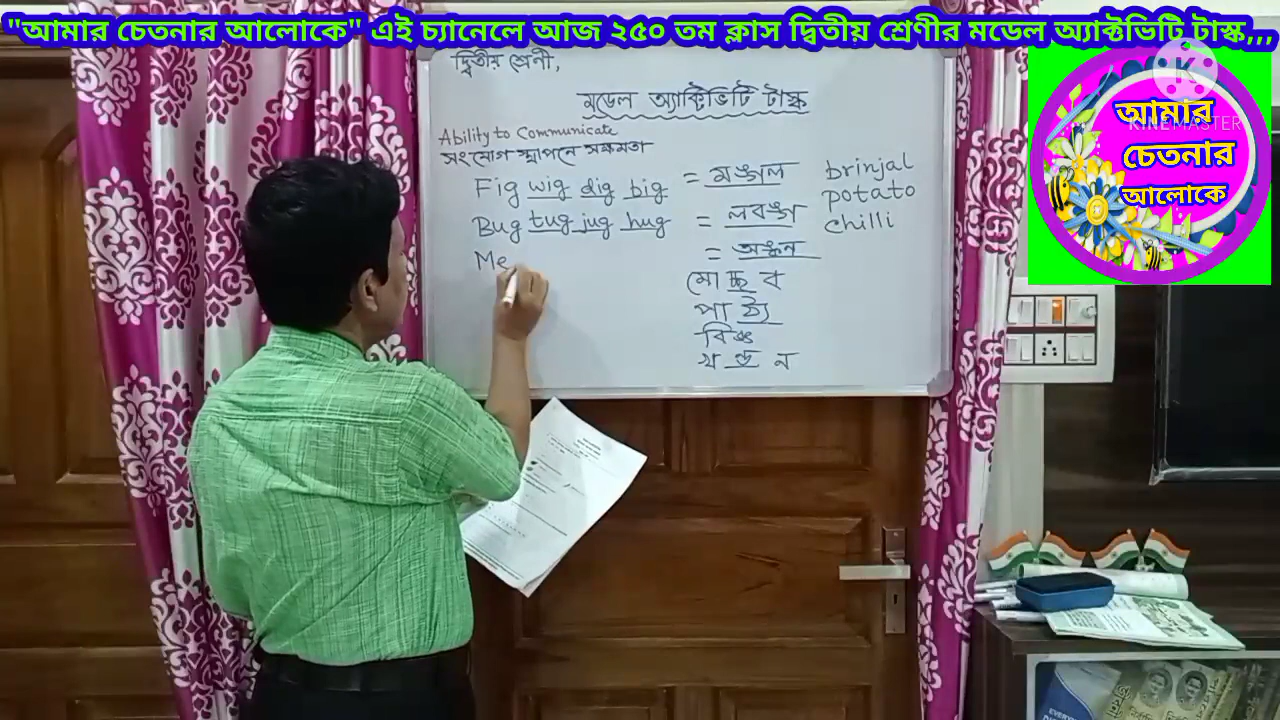 "আমার চেতনার আলোকে" এই চ্যানেলে আজ ২৫০ তম ক্লাস দ্বিতীয় শ্রেণীর মডেল অ্যাক্টভিটি টাস্ক,,,
দ্বিতীয় শ্রেণী,
মডেল অ্যাক্টিভিটি টাস্ক
Ability to Communicate
সংযোগ স্থাপনে সক্ষমতা
Fig wig dig big = মঙ্গল brinjal
potato
Bug tug jug hug = লবঙ্গ chilli
Me = অঙ্কন
মোচ্ছব
পাঠ্য
খন্ডন
K
KINEMASTER
আমার
চেতনার
আলোকে